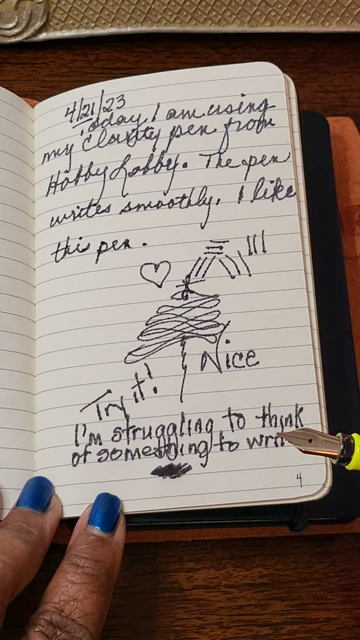 4/21/23
Today I am using
my Clarity pen from
Hobby Lobby. The pen
writes smoothly. I like
this pen.
Nice
Try it!
I'm struggling to think
of something to writ
4